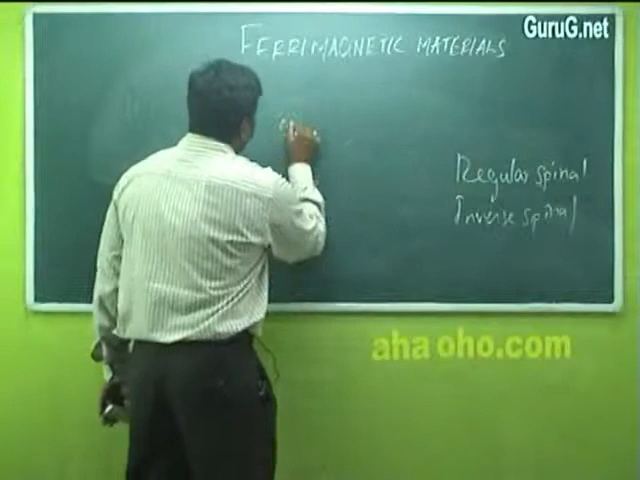 GuruG.net
FERRIMAGNETIC MATERIALS
Regular spinal
Inverse spinal
aha oho.com